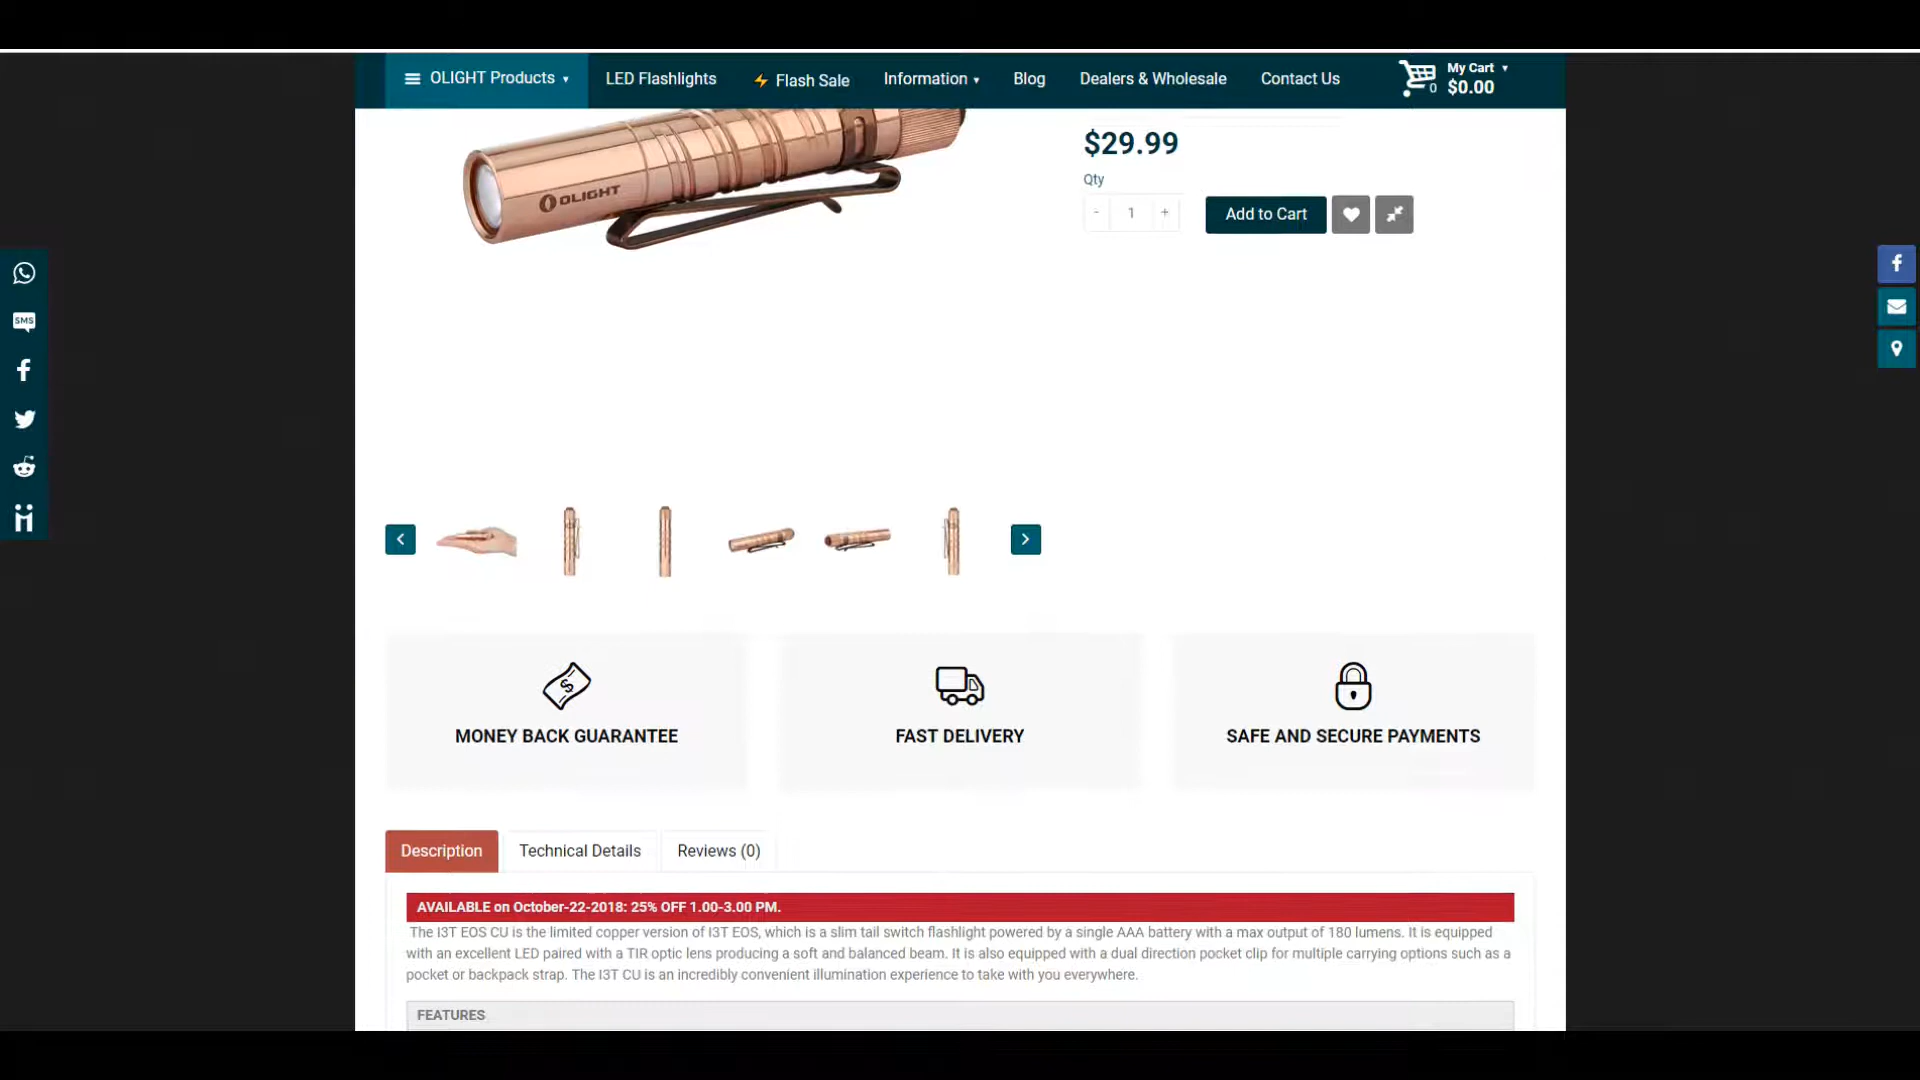 OLIGHT Products ▾
LED Flashlights
Flash Sale
Information ▾
Blog
Dealers & Wholesale
Contact Us
0
My Cart ▾
$0.00
OLIGHT
$29.99
Qty
- 1 +
Add to Cart
SMS
MONEY BACK GUARANTEE
FAST DELIVERY
SAFE AND SECURE PAYMENTS
Description
Technical Details
Reviews (0)
AVAILABLE on October-22-2018: 25% OFF 1.00-3.00 PM.
The I3T EOS CU is the limited copper version of I3T EOS, which is a slim tail switch flashlight powered by a single AAA battery with a max output of 180 lumens. It is equipped
with an excellent LED paired with a TIR optic lens producing a soft and balanced beam. It is also equipped with a dual direction pocket clip for multiple carrying options such as a
pocket or backpack strap. The I3T CU is an incredibly convenient illumination experience to take with you everywhere.
FEATURES